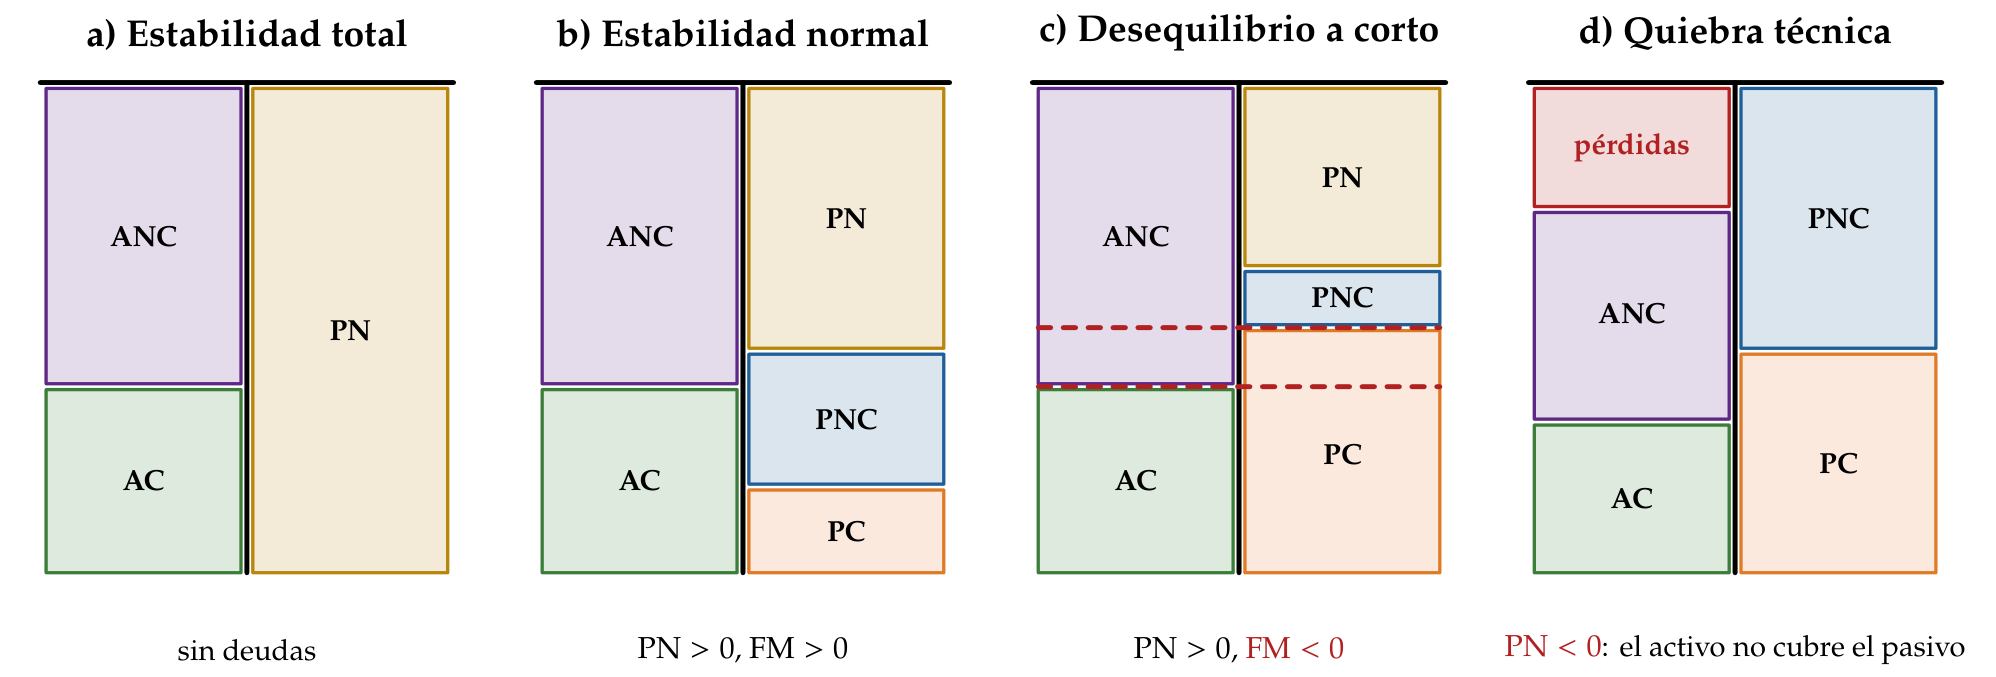 a) Estabilidad total
ANC
AC
PN
sin deudas
b) Estabilidad normal
ANC
AC
PN
PNC
PC
PN > 0, FM > 0
c) Desequilibrio a corto
ANC
AC
PN
PNC
PC
PN > 0, FM < 0
d) Quiebra técnica
pérdidas
ANC
AC
PNC
PC
PN < 0: el activo no cubre el pasivo